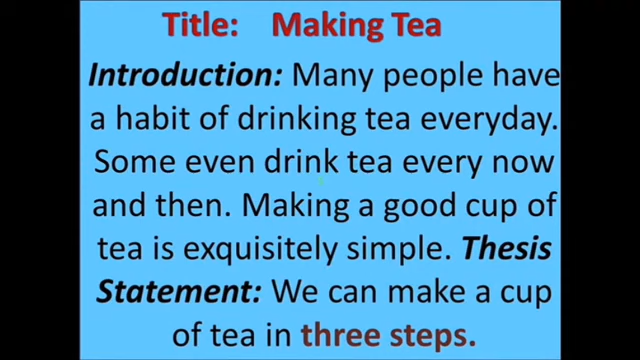 Title: Making Tea
Introduction: Many people have
a habit of drinking tea everyday.
Some even drink tea every now
and then. Making a good cup of
tea is exquisitely simple. Thesis
Statement: We can make a cup
of tea in three steps.